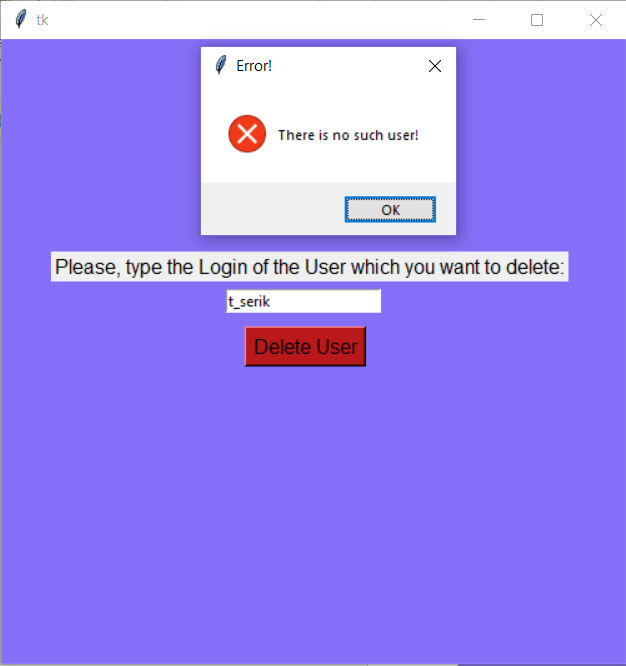 tk
Error!
There is no such user!
OK
Please, type the Login of the User which you want to delete:
t_serik
Delete User